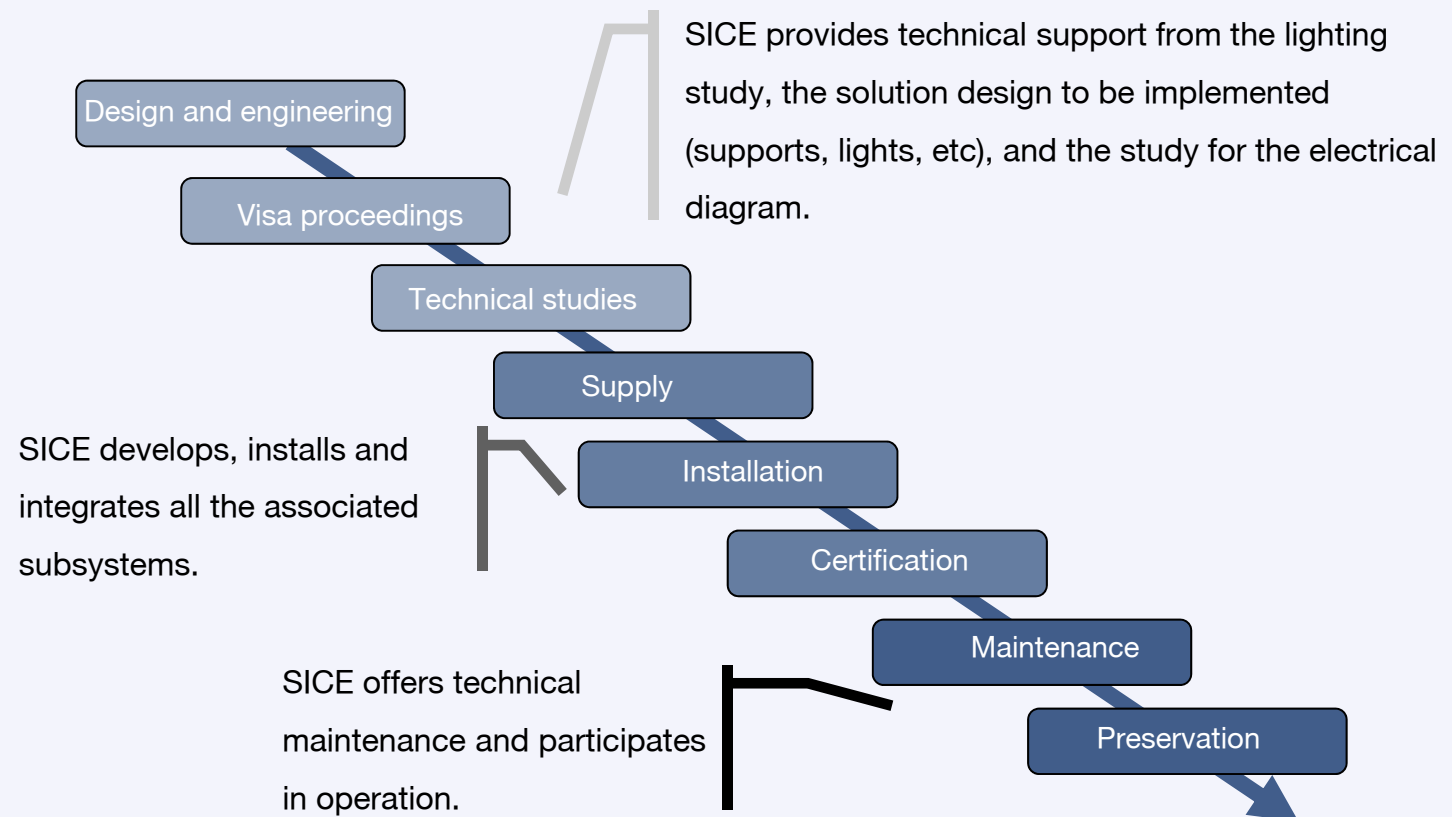 SICE provides technical support from the lighting
study, the solution design to be implemented
(supports, lights, etc), and the study for the electrical
diagram.
Design and engineering
Visa proceedings
Technical studies
Supply
SICE develops, installs and
integrates all the associated
subsystems.
Installation
Certification
Maintenance
SICE offers technical
maintenance and participates
in operation.
Preservation